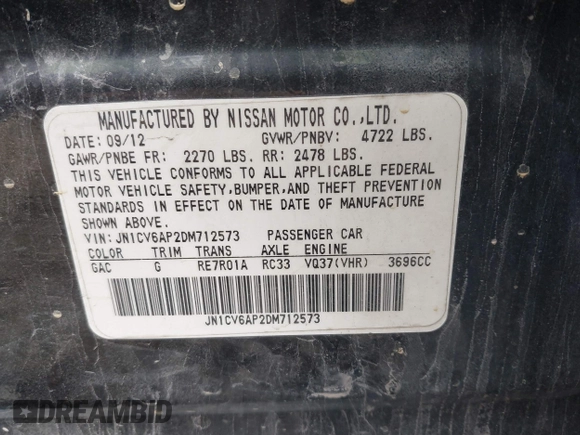 MANUFACTURED BY NISSAN MOTOR CO.,LTD.
DATE: 09/12 GVWR/PNBV: 4722 LBS.
GAWR/PNBE FR: 2270 LBS. RR: 2478 LBS.
THIS VEHICLE CONFORMS TO ALL APPLICABLE FEDERAL
MOTOR VEHICLE SAFETY,BUMPER,AND THEFT PREVENTION
STANDARDS IN EFFECT ON THE DATE OF MANUFACTURE
SHOWN ABOVE.
VIN: JN1CV6AP2DM712573 PASSENGER CAR
COLOR TRIM TRANS AXLE ENGINE
GAC G RE7R01A RC33 VQ37(VHR) 3696CC
JN1CV6AP2DM712573
DREAMBID